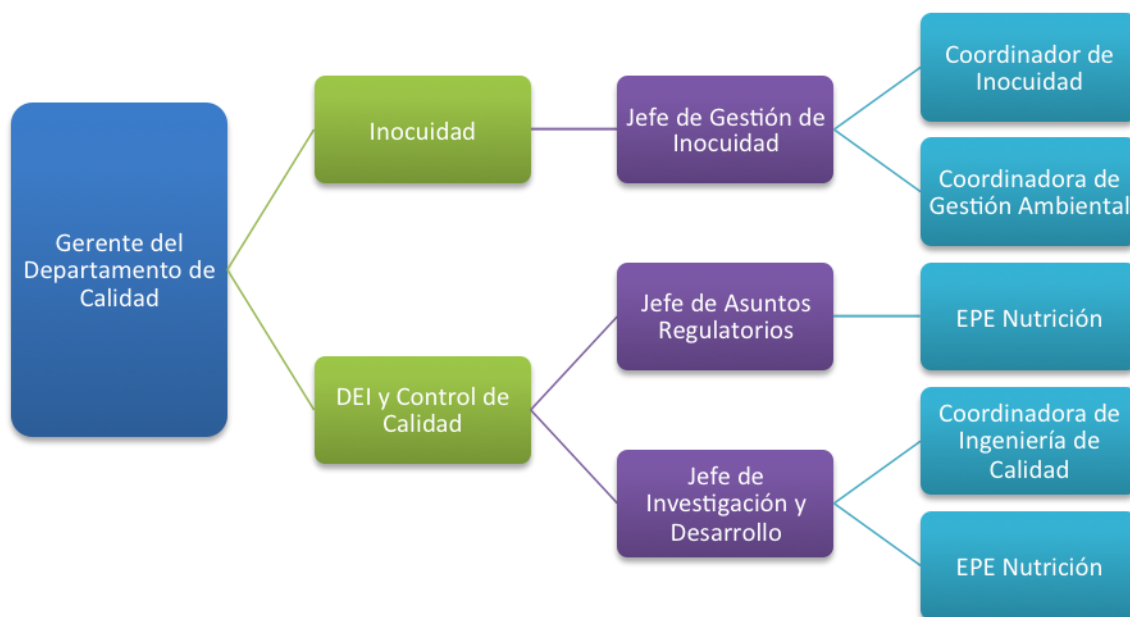 Gerente del
Departamento de
Calidad
Inocuidad
DEI y Control de
Calidad
Jefe de Gestión de
Inocuidad
Jefe de Asuntos
Regulatorios
Jefe de
Investigación y
Desarrollo
Coordinador de
Inocuidad
Coordinadora de
Gestión Ambiental
EPE Nutrición
Coordinadora de
Ingeniería de
Calidad
EPE Nutrición